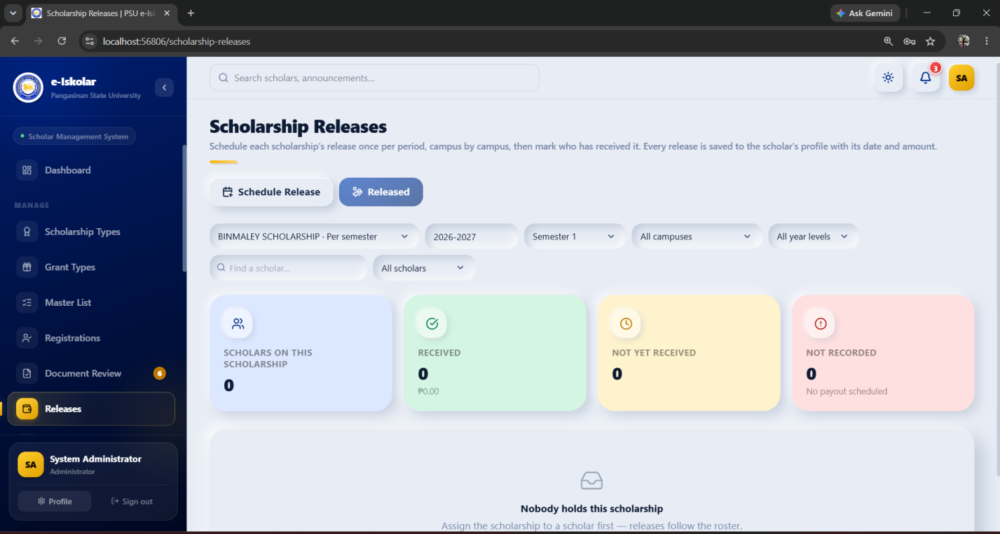 Scholarship Releases | PSU e-Isk
Ask Gemini
localhost:56806/scholarship-releases
e-Iskolar
Pangasinan State University
Scholar Management System
Dashboard
MANAGE
Scholarship Types
Grant Types
Master List
Registrations
Document Review
6
Releases
SA
System Administrator
Administrator
Profile
Sign out
Search scholars, announcements...
3
SA
Scholarship Releases
Schedule each scholarship's release once per period, campus by campus, then mark who has received it. Every release is saved to the scholar's profile with its date and amount.
Schedule Release
Released
BINMALEY SCHOLARSHIP · Per semester
2026-2027
Semester 1
All campuses
All year levels
Find a scholar...
All scholars
SCHOLARS ON THIS
SCHOLARSHIP
0
RECEIVED
0
₱0.00
NOT YET RECEIVED
0
NOT RECORDED
0
No payout scheduled
Nobody holds this scholarship
Assign the scholarship to a scholar first — releases follow the roster.